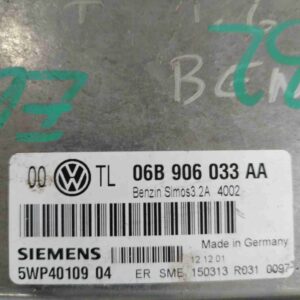 00 TL 06B 906 033 AA
Benzin Simos3.2A 4002
Made in Germany
SIEMENS 12.12.01
5WP40109 04 ER SME 150313 R031 0097